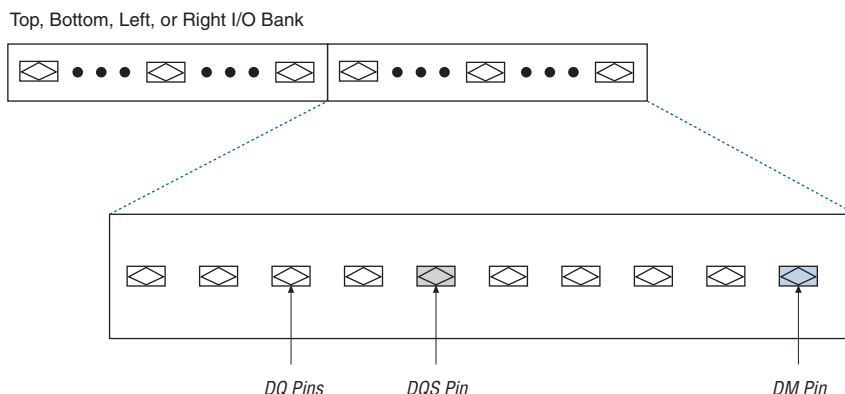 Top, Bottom, Left, or Right I/O Bank
DQ Pins
DQS Pin
DM Pin